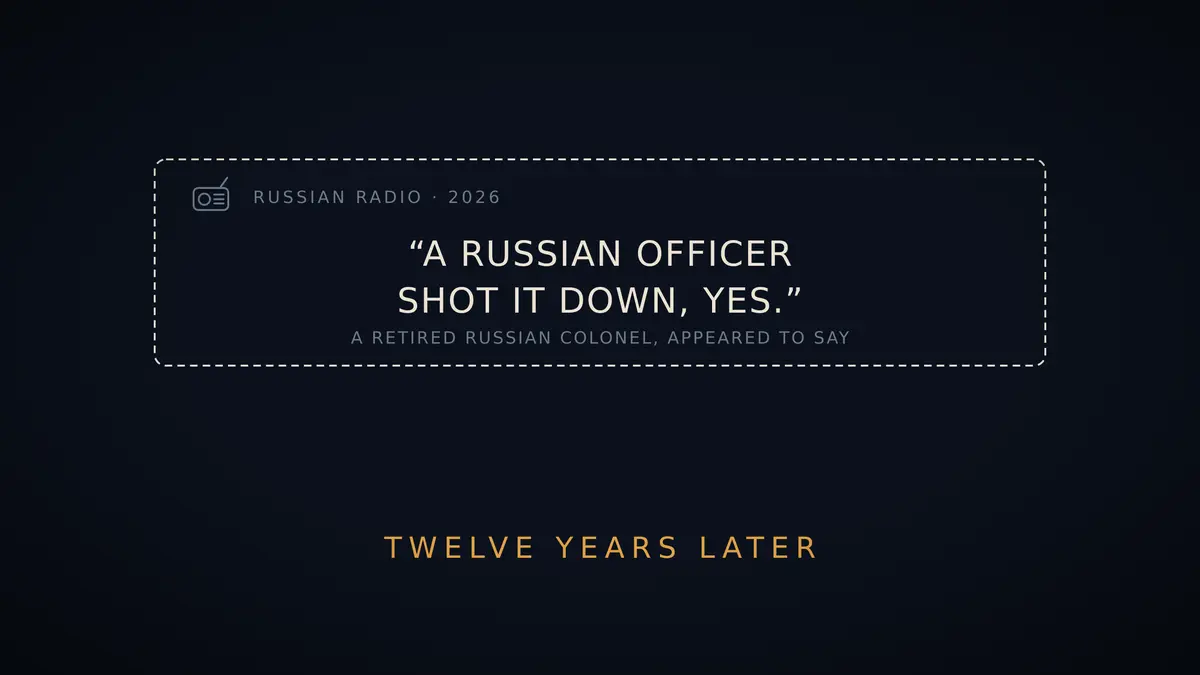 RUSSIAN RADIO · 2026
“A RUSSIAN OFFICER
SHOT IT DOWN, YES.”
A RETIRED RUSSIAN COLONEL, APPEARED TO SAY
TWELVE YEARS LATER